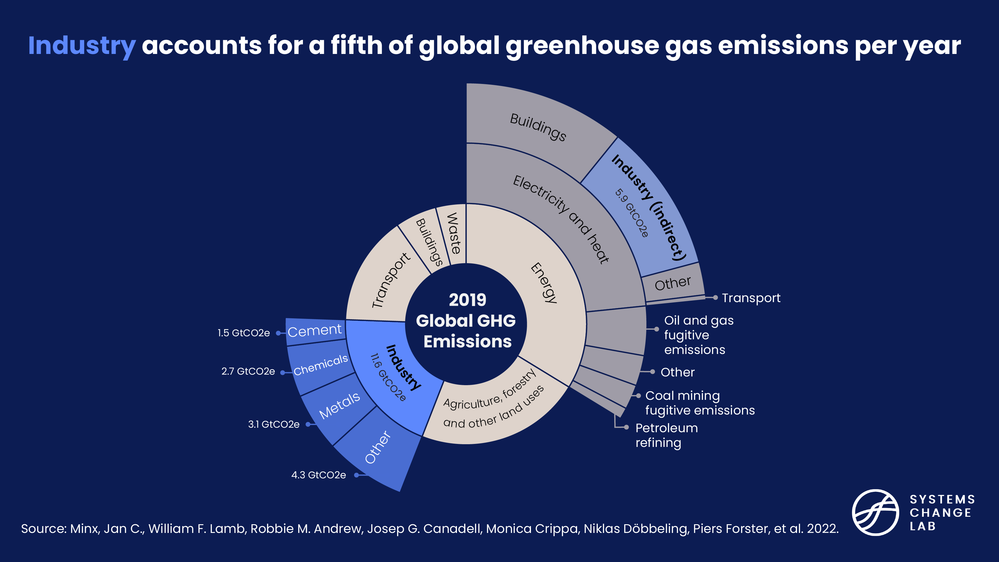 Industry accounts for a fifth of global greenhouse gas emissions per year
Buildings
Industry (indirect)
5.9 GtCO2e
Other
Transport
Electricity and heat
Oil and gas
fugitive
emissions
Other
Coal mining
fugitive emissions
Petroleum
refining
Energy
Waste
Buildings
Transport
2019
Global GHG
Emissions
Agriculture, forestry
and other land uses
Industry
11.6 GtCO2e
Cement
1.5 GtCO2e
Chemicals
2.7 GtCO2e
Metals
3.1 GtCO2e
Other
4.3 GtCO2e
Source: Minx, Jan C., William F. Lamb, Robbie M. Andrew, Josep G. Canadell, Monica Crippa, Niklas Döbbeling, Piers Forster, et al. 2022.
SYSTEMS
CHANGE
LAB